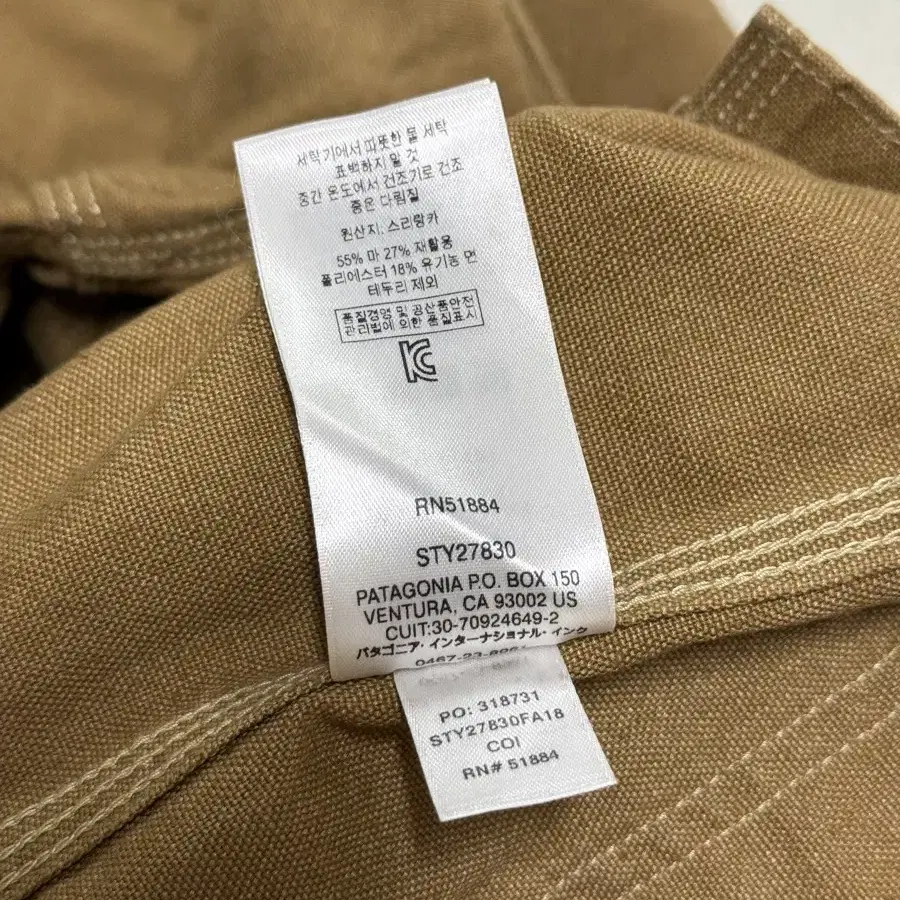 세탁기에서 따뜻한 물 세탁
표백하지 말 것
중간 온도에서 건조기로 건조
중온 다림질
원산지: 스리랑카
55% 마 27% 재활용
폴리에스터 18% 유기농 면
테두리 제외
품질경영 및 공산품안전
관리법에 의한 품질표시
RN51884
STY27830
PATAGONIA P.O. BOX 150
VENTURA, CA 93002 US
CUIT:30-70924649-2
パタゴニア・インターナショナル・インク
PO: 318731
STY27830FA18
COI
RN# 51884